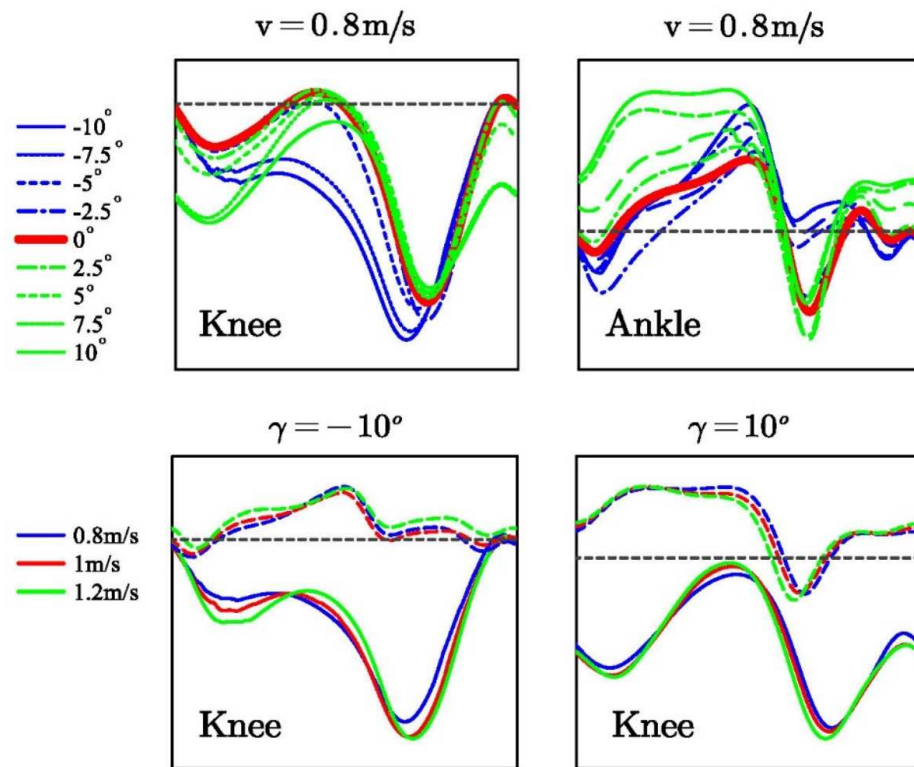 v = 0.8m/s
v = 0.8m/s
-10°
-7.5°
-5°
-2.5°
0°
2.5°
5°
7.5°
10°
Knee
Ankle
γ = −10°
γ = 10°
0.8m/s
1m/s
1.2m/s
Knee
Knee